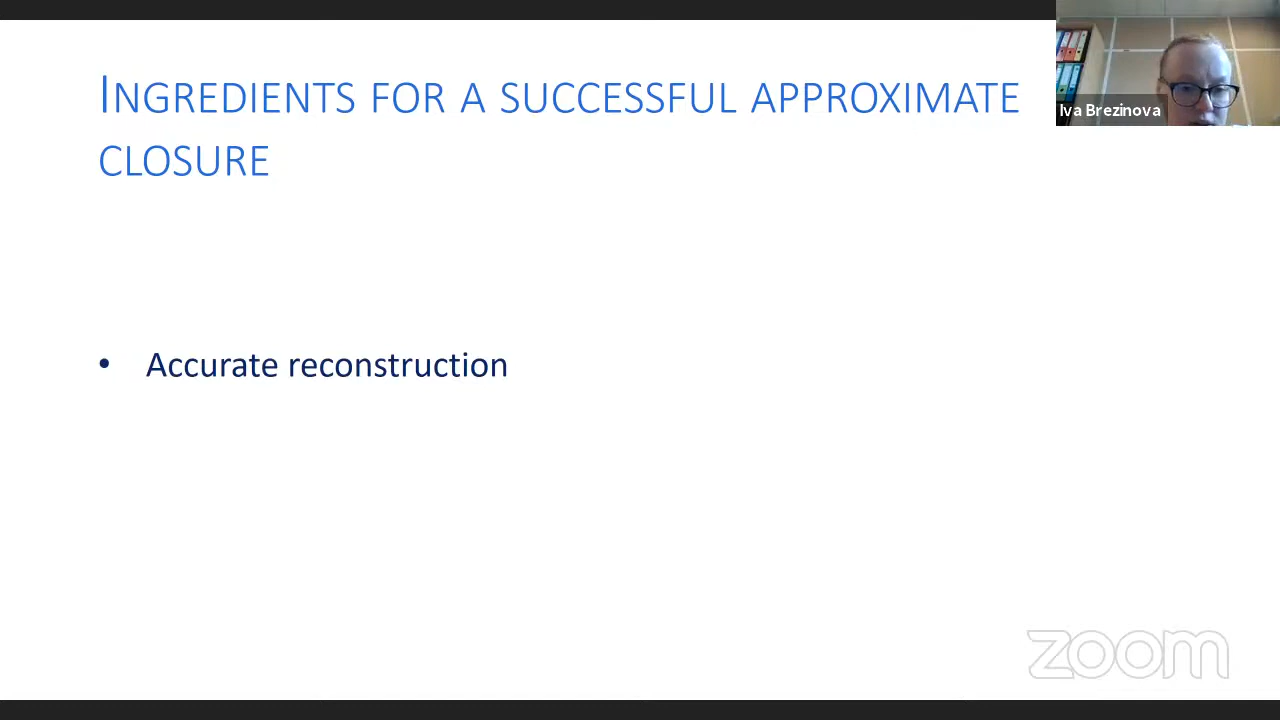 INGREDIENTS FOR A SUCCESSFUL APPROXIMATE
CLOSURE
Iva Brezinova
• Accurate reconstruction
zoom